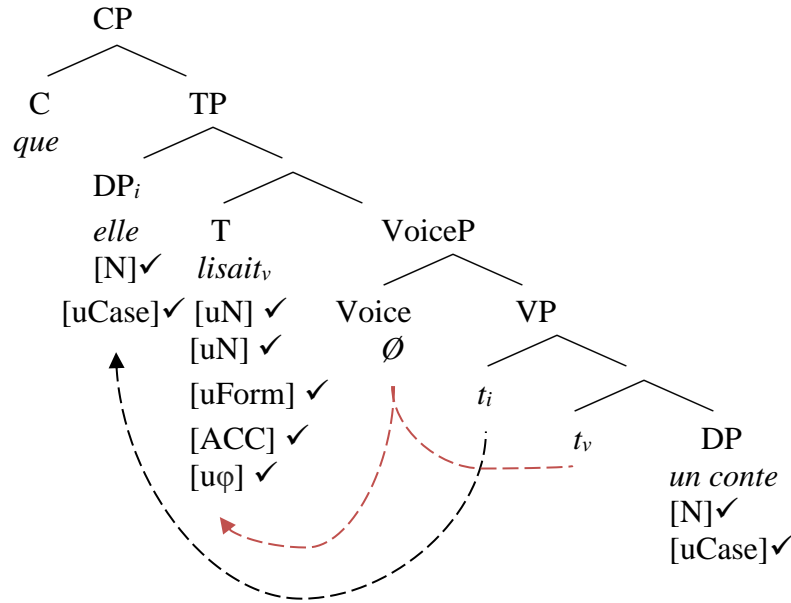 CP
C TP
que
DPi
elle T VoiceP
[N]✓ lisaitv
[uCase]✓ [uN] ✓ Voice VP
[uN] ✓ Ø
[uForm] ✓ ti
[ACC] ✓ tv DP
[uφ] ✓ un conte
[N]✓
[uCase]✓